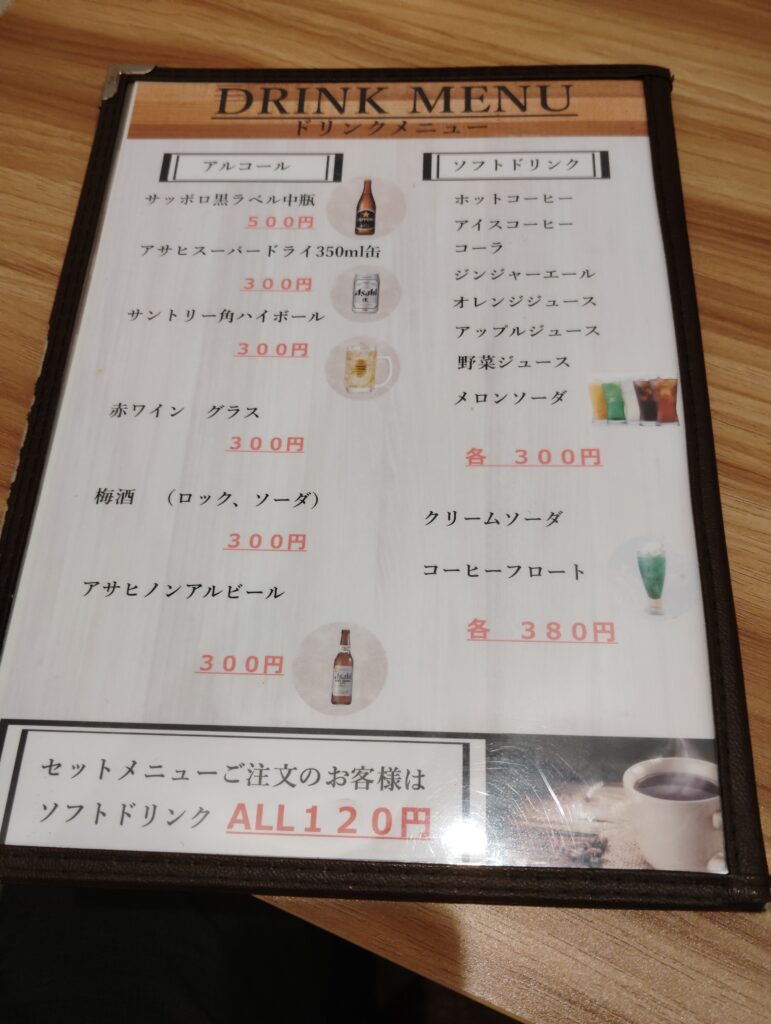 DRINK MENU
ドリンクメニュー
アルコール
サッポロ黒ラベル中瓶
500円
アサヒスーパードライ350ml缶
300円
サントリー角ハイボール
300円
赤ワイン　グラス
300円
梅酒　（ロック、ソーダ）
300円
アサヒノンアルビール
300円
ソフトドリンク
ホットコーヒー
アイスコーヒー
コーラ
ジンジャーエール
オレンジジュース
アップルジュース
野菜ジュース
メロンソーダ
各　300円
クリームソーダ
コーヒーフロート
各　380円
セットメニューご注文のお客様は
ソフトドリンク ALL120円
Asahi
Asahi